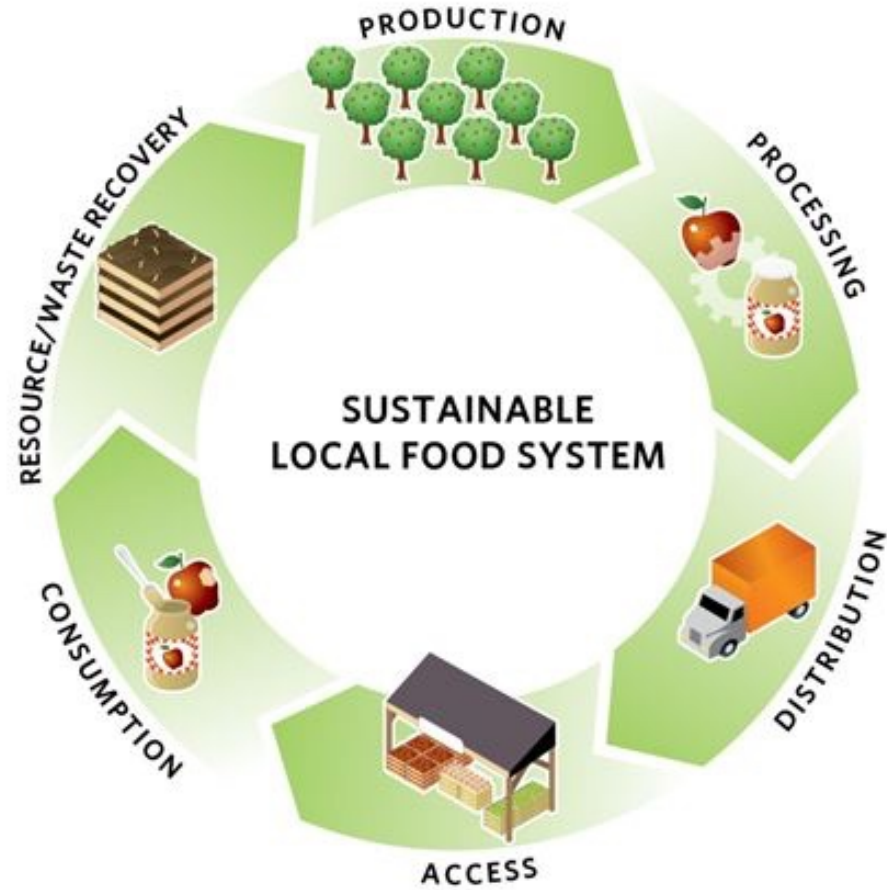 PRODUCTION
PROCESSING
DISTRIBUTION
ACCESS
CONSUMPTION
RESOURCE/WASTE RECOVERY
SUSTAINABLE
LOCAL FOOD SYSTEM